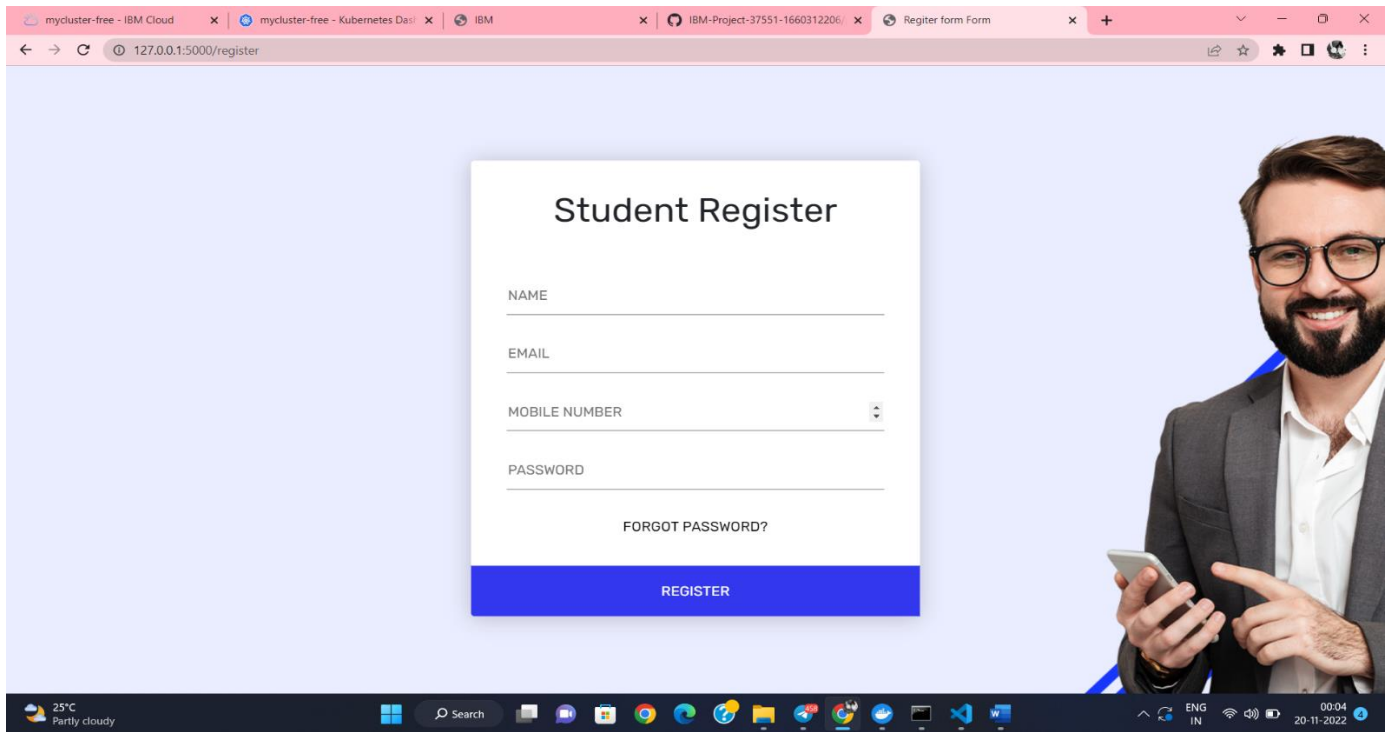 mycluster-free - IBM Cloud
mycluster-free - Kubernetes Das
IBM
IBM-Project-37551-1660312206/
Regiter form Form
127.0.0.1:5000/register
Student Register
NAME
EMAIL
MOBILE NUMBER
PASSWORD
FORGOT PASSWORD?
REGISTER
25°C
Partly cloudy
Search
458
ENG
IN
00:04
20-11-2022
4